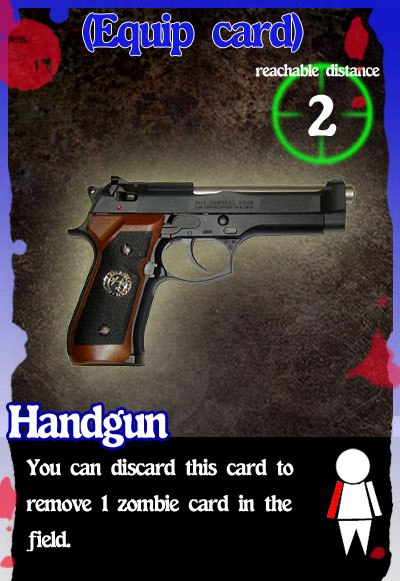 (Equip card)
reachable distance
2
Handgun
You can discard this card to
remove 1 zombie card in the
field.